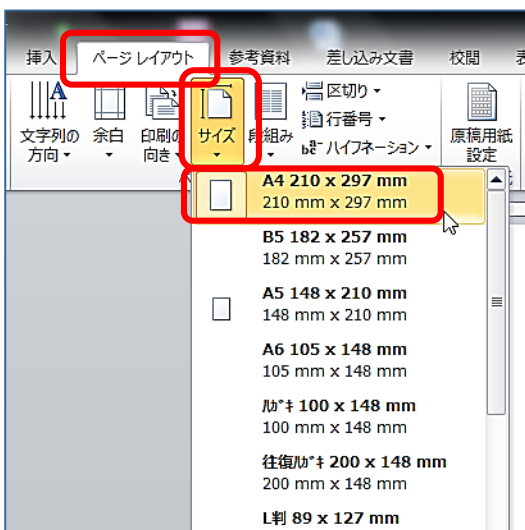 挿入 ページ レイアウト 参考資料 差し込み文書 校閲
文字列の方向 余白 印刷の向き サイズ 段組み 区切り
行番号
bc ハイフネーション
原稿用紙設定
A4 210 x 297 mm
210 mm x 297 mm
B5 182 x 257 mm
182 mm x 257 mm
A5 148 x 210 mm
148 mm x 210 mm
A6 105 x 148 mm
105 mm x 148 mm
ﾊｶﾞｷ 100 x 148 mm
100 mm x 148 mm
往復ﾊｶﾞｷ 200 x 148 mm
200 mm x 148 mm
L判 89 x 127 mm